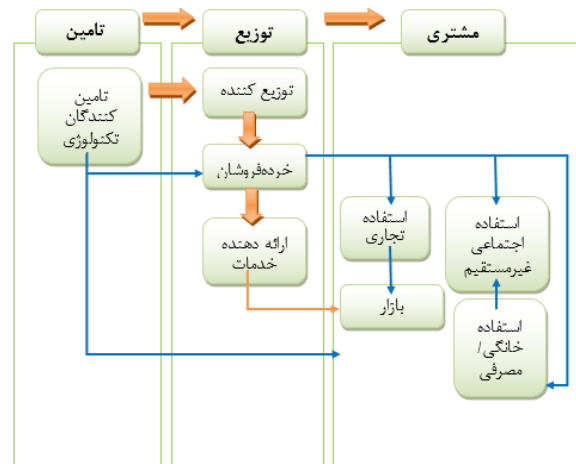 تامین
توزیع
مشتری
تامین
کنندگان
تکنولوژی
توزیع کننده
خرده‌فروشان
ارائه دهنده
خدمات
استفاده
تجاری
بازار
استفاده
اجتماعی
غیرمستقیم
استفاده
خانگی/
مصرفی